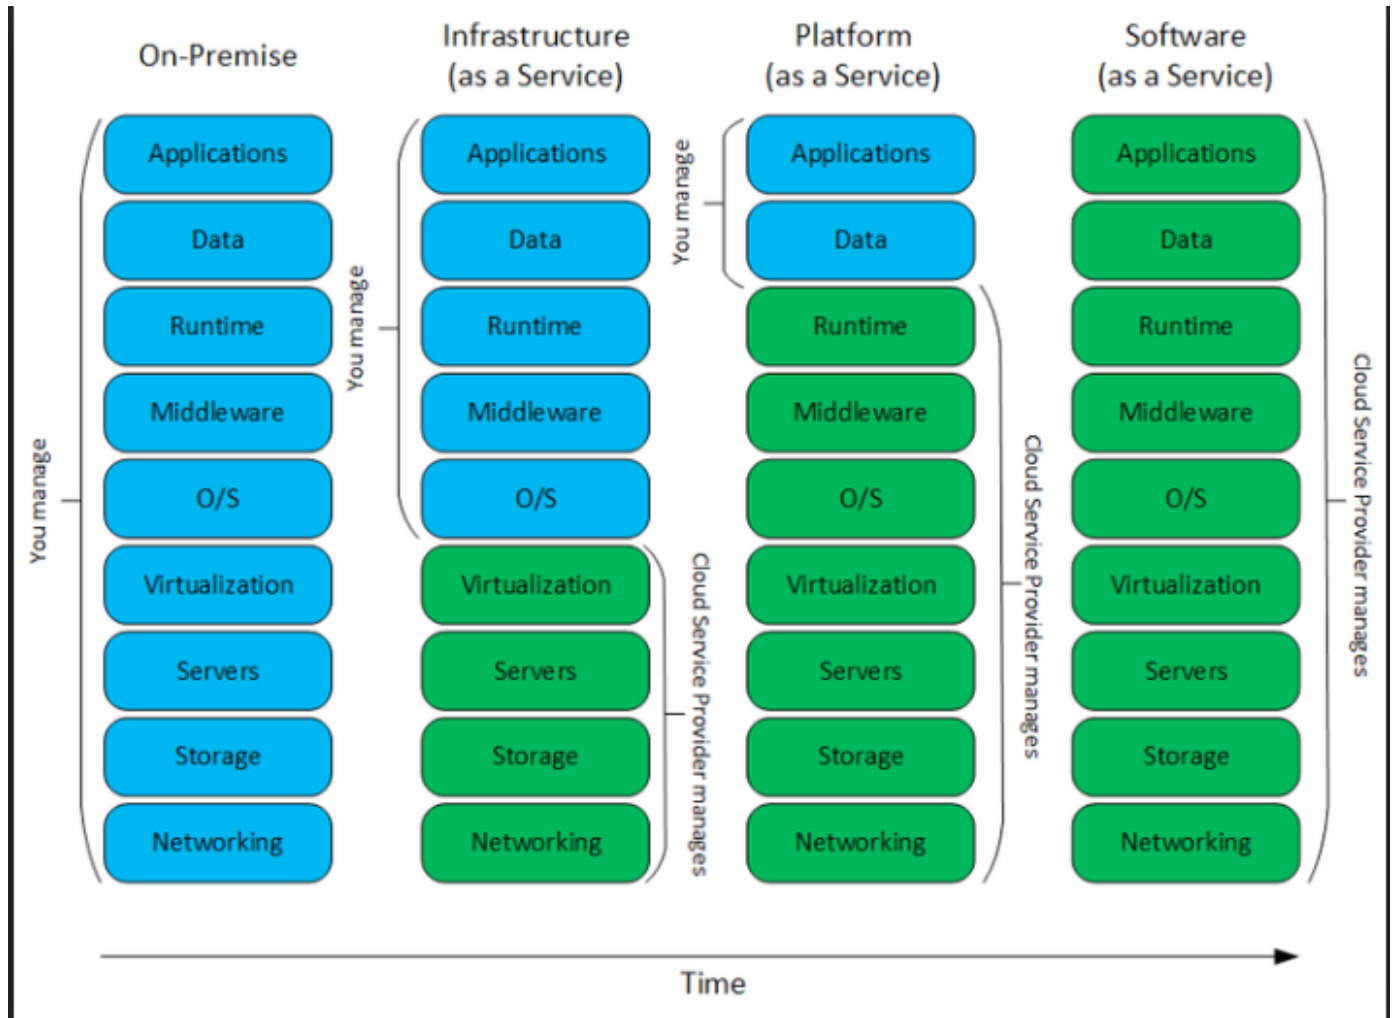 On-Premise
Infrastructure
(as a Service)
Platform
(as a Service)
Software
(as a Service)
You manage
Applications
Data
Runtime
Middleware
O/S
Virtualization
Servers
Storage
Networking
You manage
Applications
Data
Runtime
Middleware
O/S
Virtualization
Servers
Storage
Networking
Cloud Service Provider manages
You manage
Applications
Data
Runtime
Middleware
O/S
Virtualization
Servers
Storage
Networking
Cloud Service Provider manages
Applications
Data
Runtime
Middleware
O/S
Virtualization
Servers
Storage
Networking
Cloud Service Provider manages
Time